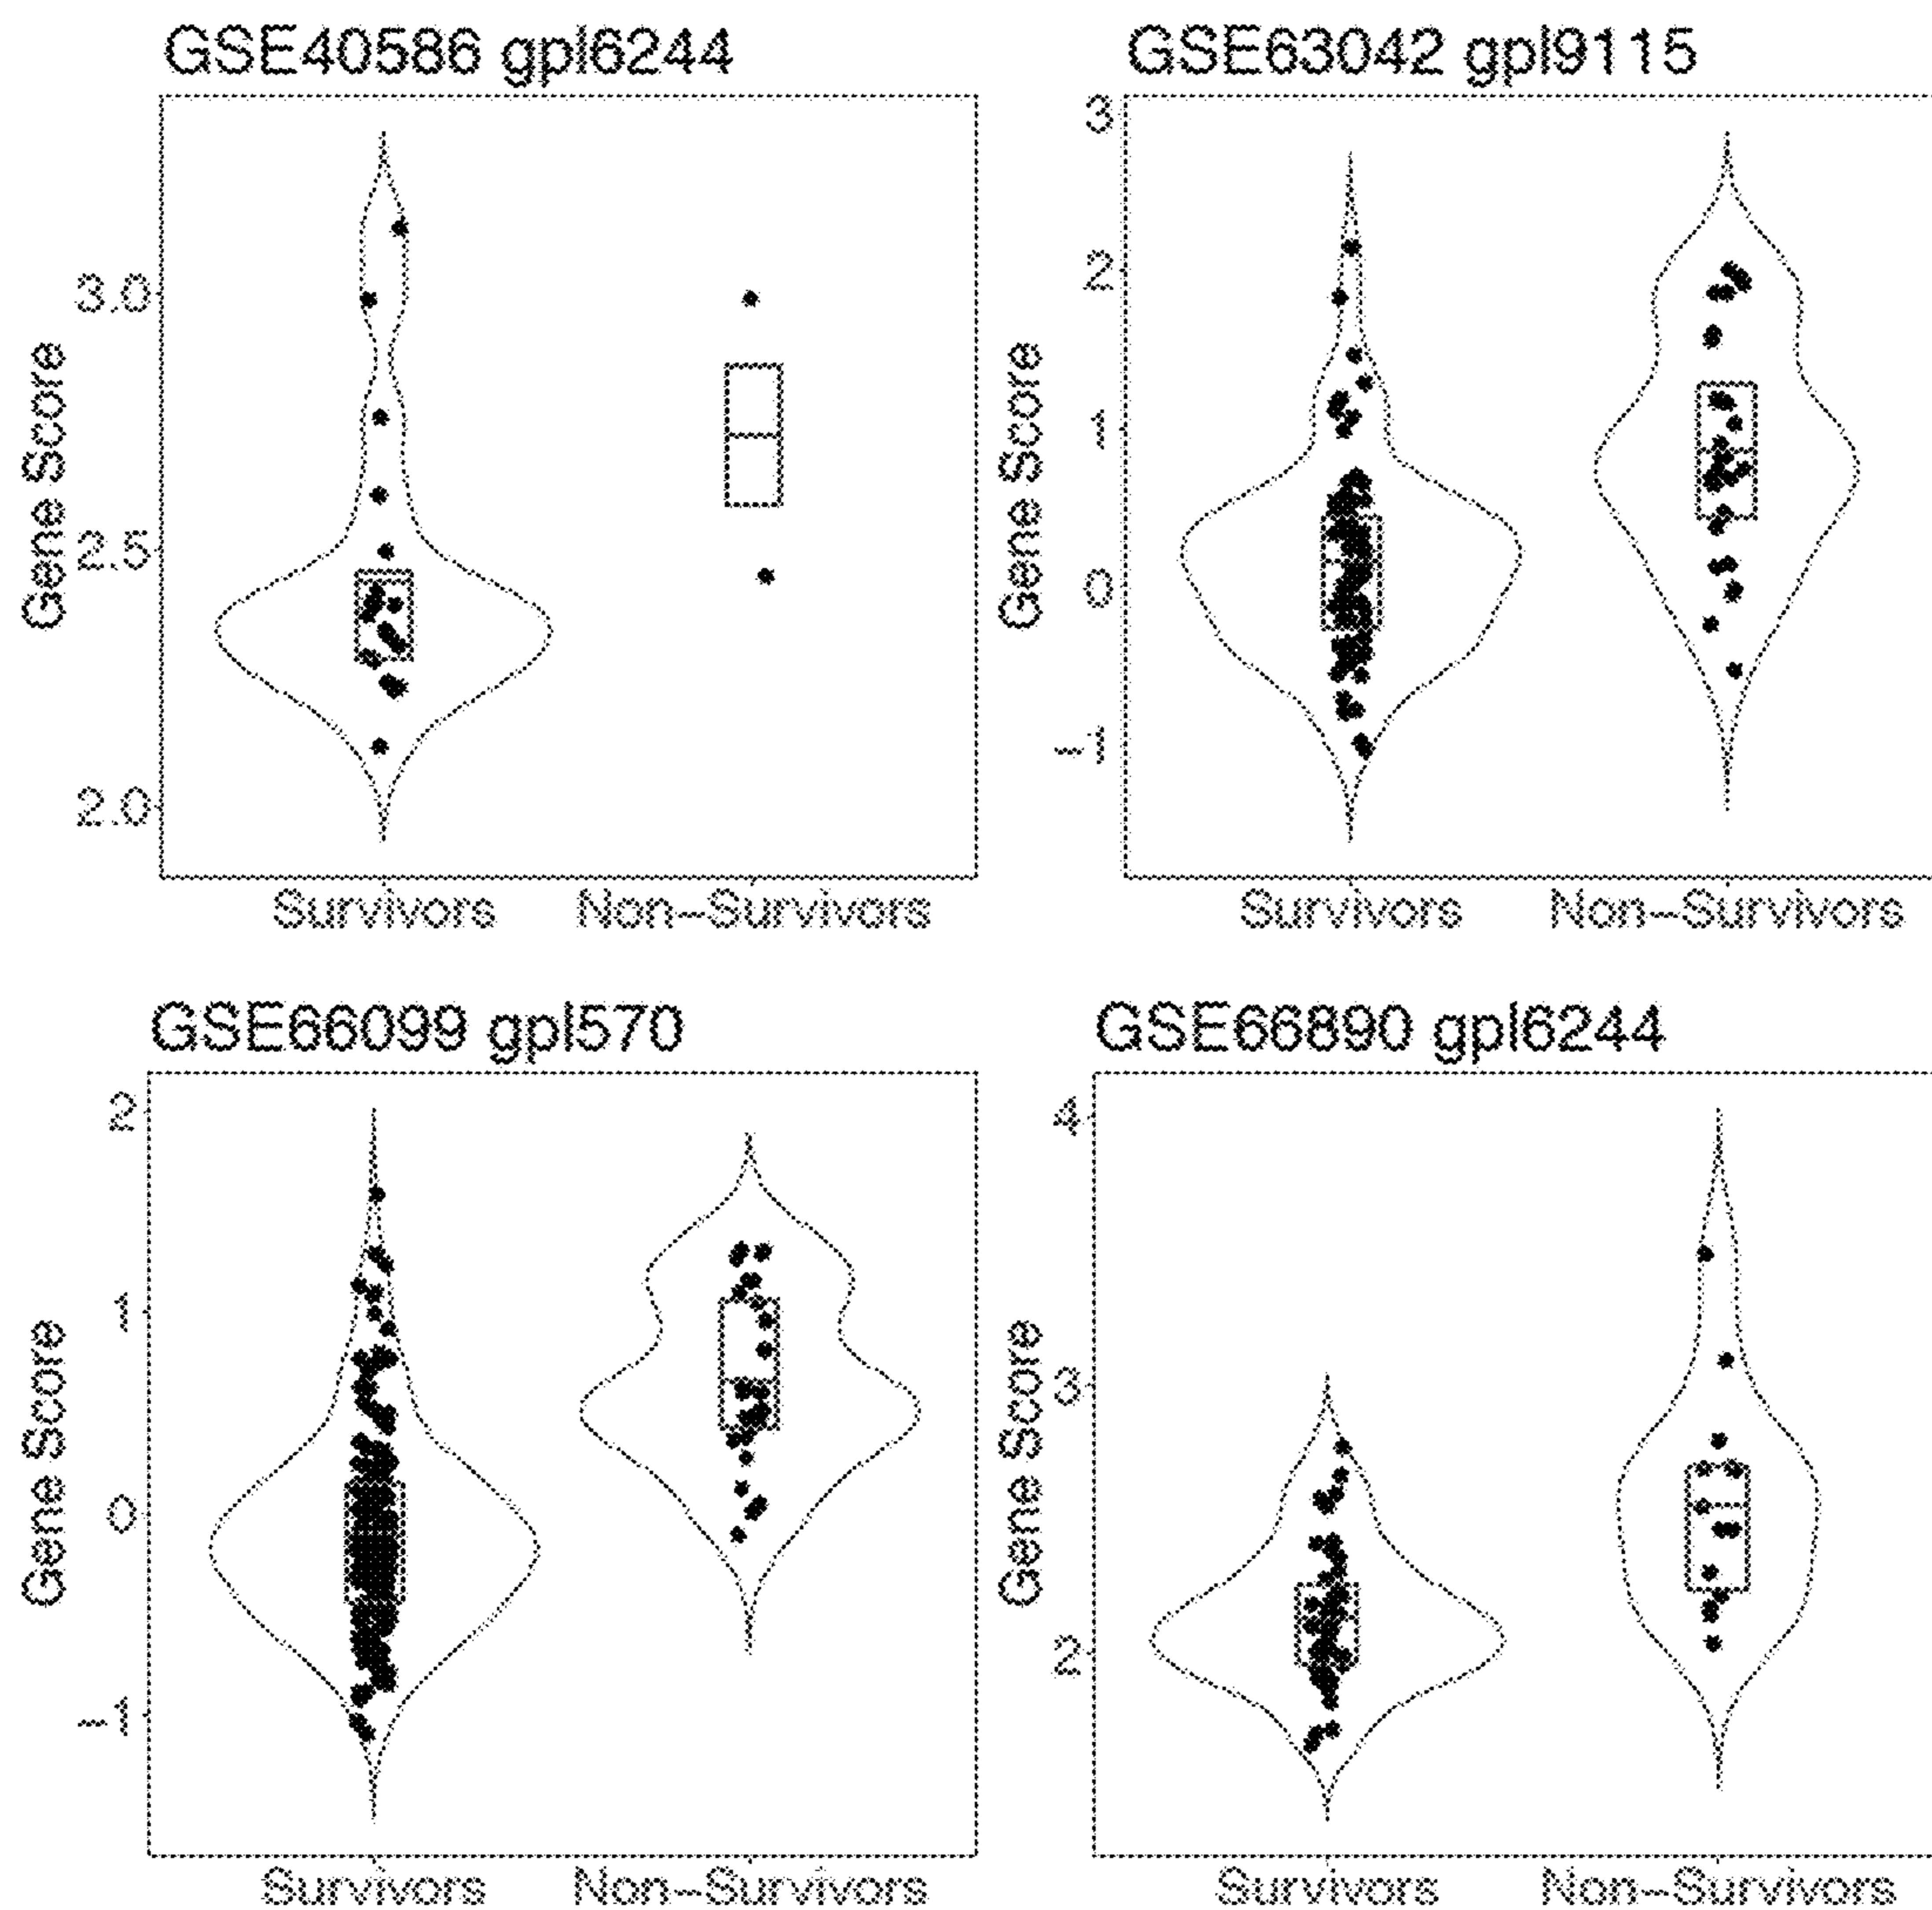 GSE40586 gpl6244
Gene Score
3.0
2.5
2.0
Survivors
Non-Survivors
GSE63042 gpl9115
Gene Score
3
2
1
0
-1
Survivors
Non-Survivors
GSE66099 gpl570
Gene Score
2
1
0
-1
Survivors
Non-Survivors
GSE66890 gpl6244
Gene Score
4
3
2
Survivors
Non-Survivors